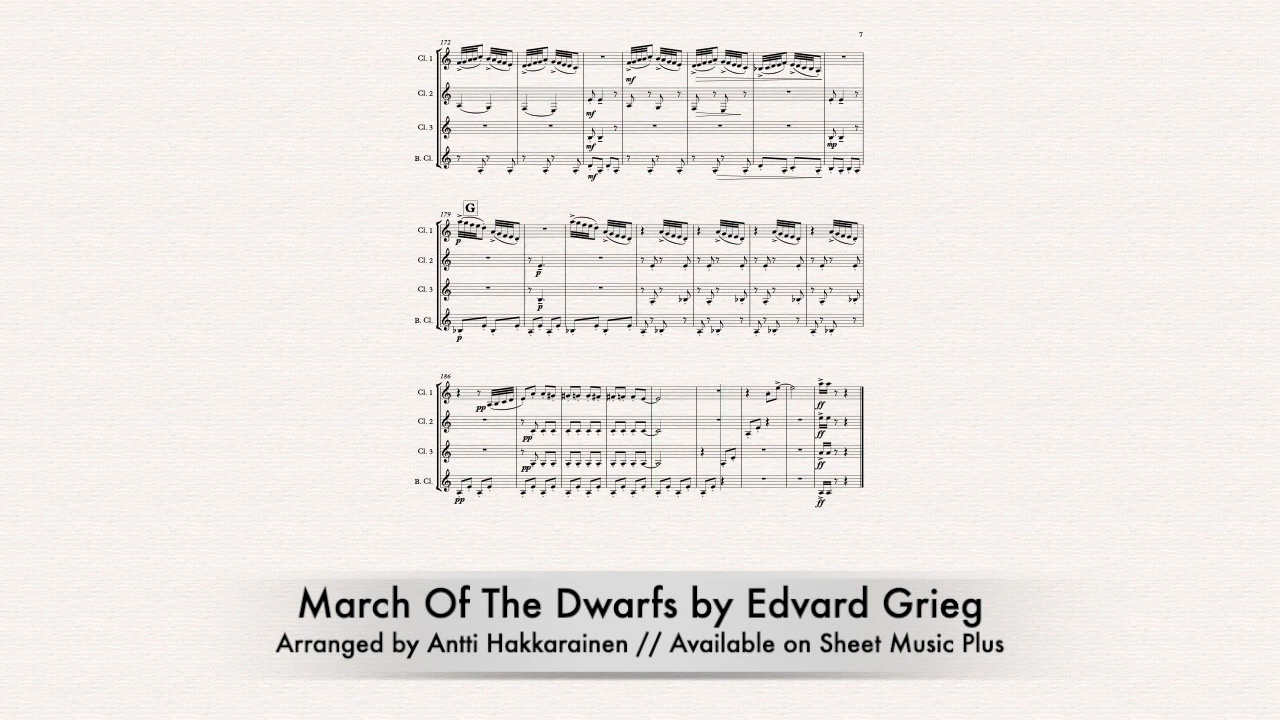 7
172
Cl. 1
mf
Cl. 2
mf
Cl. 3
mf
mp
B. Cl.
mf
179
G
Cl. 1
p
Cl. 2
p
Cl. 3
p
B. Cl.
p
186
Cl. 1
pp
ff
Cl. 2
pp
ff
Cl. 3
pp
ff
B. Cl.
pp
ff
March Of The Dwarfs by Edvard Grieg
Arranged by Antti Hakkarainen // Available on Sheet Music Plus